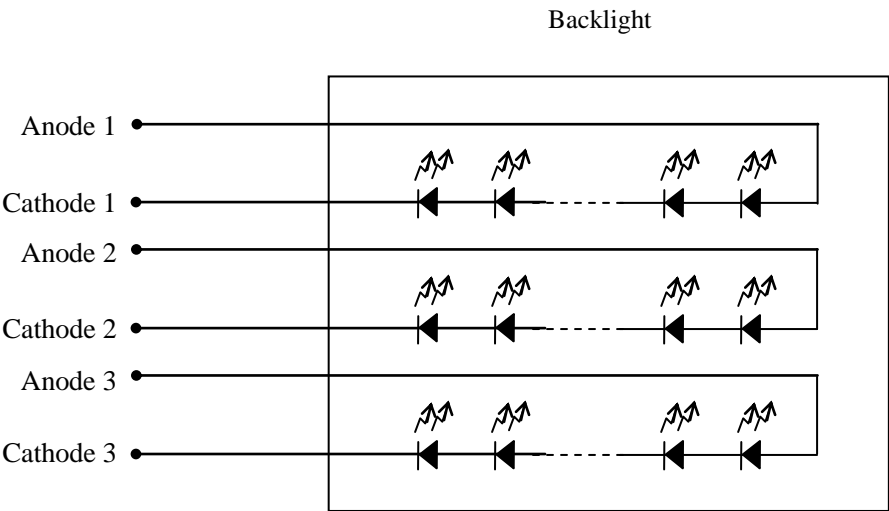 Backlight
Anode 1
Cathode 1
Anode 2
Cathode 2
Anode 3
Cathode 3